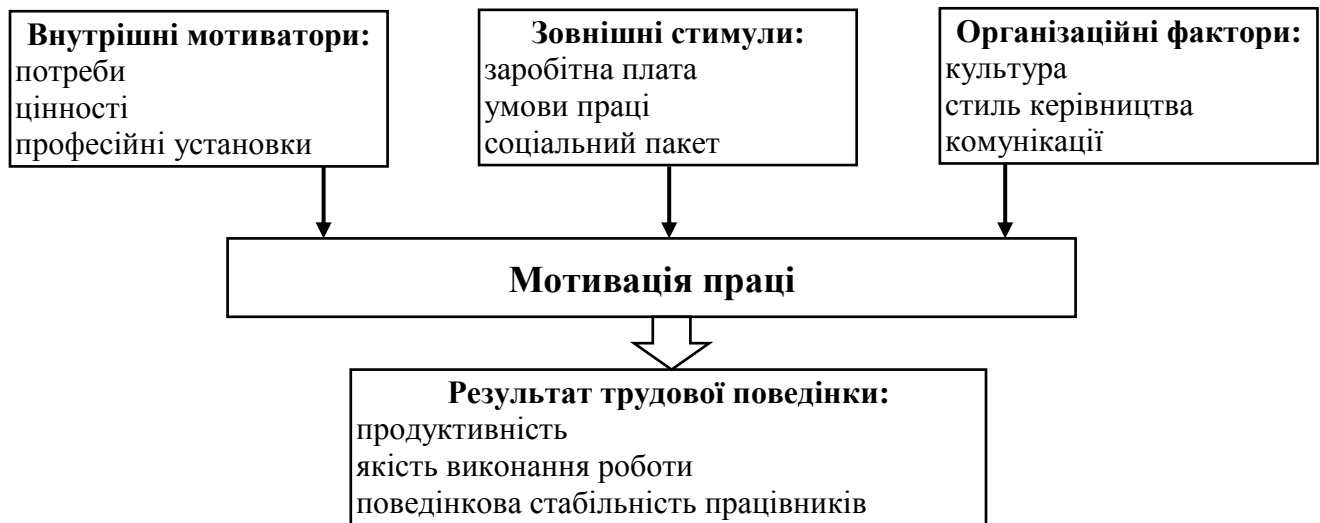 Внутрішні мотиватори:
потреби
цінності
професійні установки
Зовнішні стимули:
заробітна плата
умови праці
соціальний пакет
Організаційні фактори:
культура
стиль керівництва
комунікації
Мотивація праці
Результат трудової поведінки:
продуктивність
якість виконання роботи
поведінкова стабільність працівників